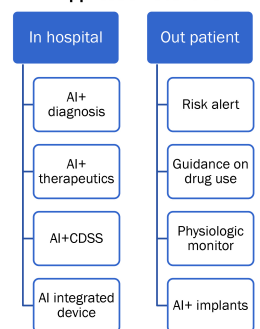 In hospital
AI+
diagnosis
AI+
therapeutics
AI+CDSS
AI integrated
device
Out patient
Risk alert
Guidance on
drug use
Physiologic
monitor
AI+ implants